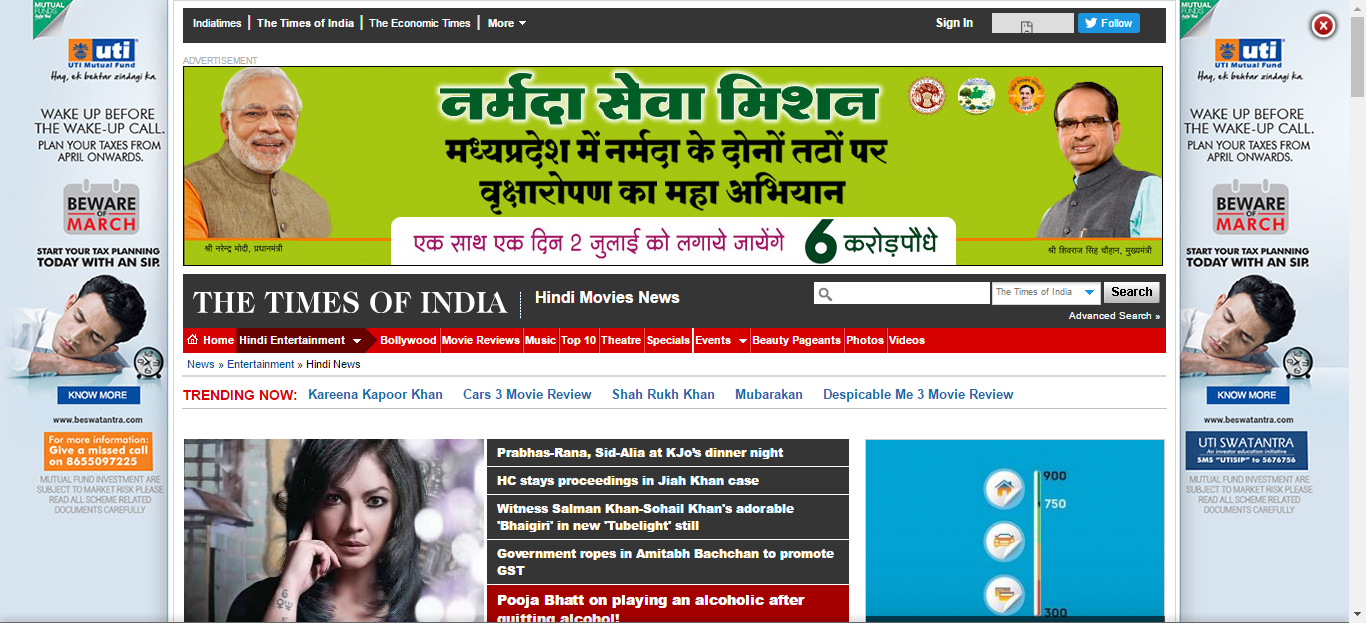 MUTUAL
FUNDS
Sahi Hai
uti
UTI Mutual Fund
Haq, ek behtar zindagi ka.
WAKE UP BEFORE
THE WAKE-UP CALL.
PLAN YOUR TAXES FROM
APRIL ONWARDS.
BEWARE
OF
MARCH
START YOUR TAX PLANNING
TODAY WITH AN SIP.
KNOW MORE
www.beswatantra.com
For more information:
Give a missed call
on 8655097225
MUTUAL FUND INVESTMENT ARE
SUBJECT TO MARKET RISK PLEASE
READ ALL SCHEME RELATED
DOCUMENTS CAREFULLY
Indiatimes | The Times of India | The Economic Times | More
Sign In
Follow
ADVERTISEMENT
नर्मदा सेवा मिशन
मध्यप्रदेश में नर्मदा के दोनों तटों पर
वृक्षारोपण का महा अभियान
एक साथ एक दिन 2 जुलाई को लगाये जायेंगे 6 करोड़ पौधे
श्री नरेन्द्र मोदी, प्रधानमंत्री
श्री शिवराज सिंह चौहान, मुख्यमंत्री
THE TIMES OF INDIA
Hindi Movies News
The Times of India
Search
Advanced Search »
Home Hindi Entertainment Bollywood Movie Reviews Music Top 10 Theatre Specials Events Beauty Pageants Photos Videos
News » Entertainment » Hindi News
TRENDING NOW: Kareena Kapoor Khan Cars 3 Movie Review Shah Rukh Khan Mubarakan Despicable Me 3 Movie Review
Prabhas-Rana, Sid-Alia at KJo's dinner night
HC stays proceedings in Jiah Khan case
Witness Salman Khan-Sohail Khan's adorable
'Bhaigiri' in new 'Tubelight' still
Government ropes in Amitabh Bachchan to promote
GST
Pooja Bhatt on playing an alcoholic after
quitting alcohol!
900
750
300
MUTUAL
FUNDS
Sahi Hai
uti
UTI Mutual Fund
Haq, ek behtar zindagi ka.
WAKE UP BEFORE
THE WAKE-UP CALL.
PLAN YOUR TAXES FROM
APRIL ONWARDS.
BEWARE
OF
MARCH
START YOUR TAX PLANNING
TODAY WITH AN SIP.
KNOW MORE
www.beswatantra.com
UTI SWATANTRA
An investor education initiative
SMS "UTISIP" to 5676756
MUTUAL FUND INVESTMENT ARE
SUBJECT TO MARKET RISK PLEASE
READ ALL SCHEME RELATED
DOCUMENTS CAREFULLY